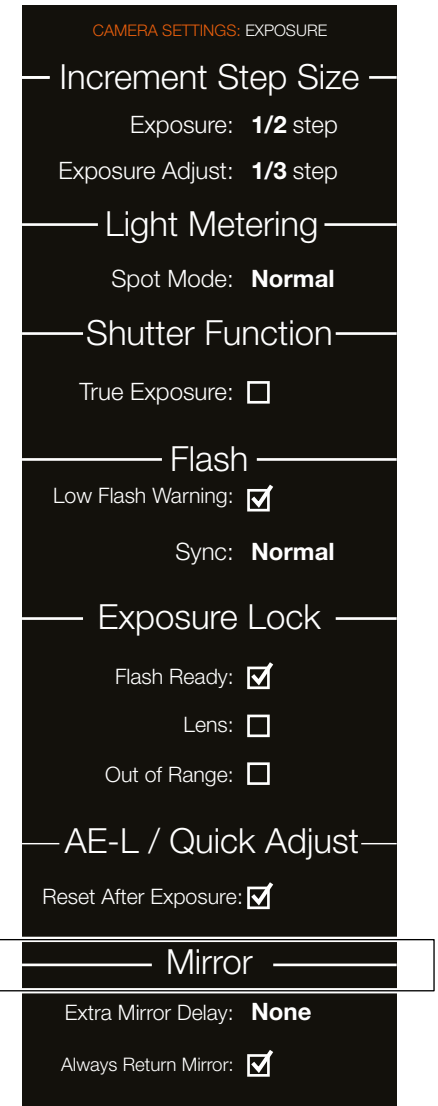 CAMERA SETTINGS: EXPOSURE
Increment Step Size
Exposure: 1/2 step
Exposure Adjust: 1/3 step
Light Metering
Spot Mode: Normal
Shutter Function
True Exposure:
Flash
Low Flash Warning:
Sync: Normal
Exposure Lock
Flash Ready:
Lens:
Out of Range:
AE-L / Quick Adjust
Reset After Exposure:
Mirror
Extra Mirror Delay: None
Always Return Mirror: